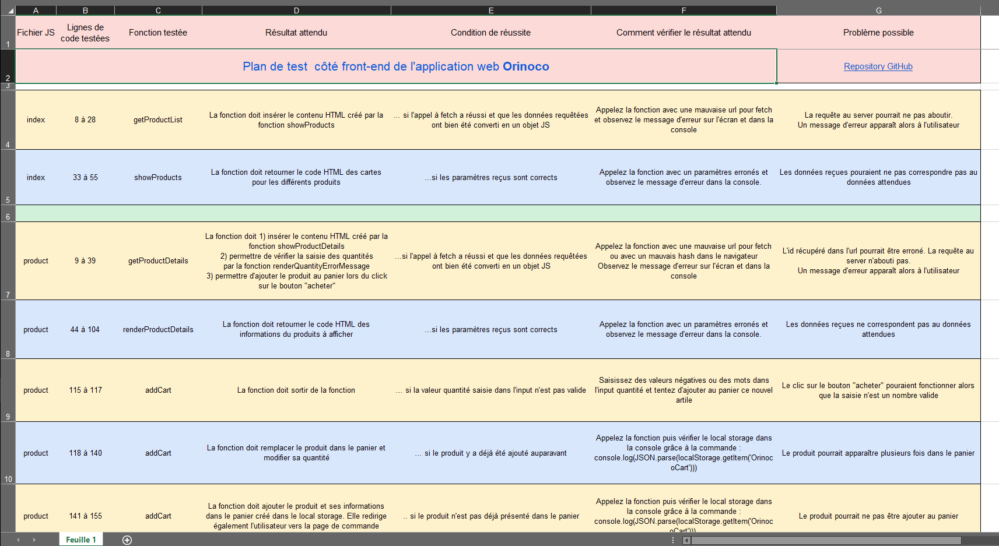 A B C D E F G
1 Fichier JS
Lignes de
code testées
Fonction testée
Résultat attendu
Condition de réussite
Comment vérifier le résultat attendu
Problème possible
2
Plan de test  côté front-end de l'application web Orinoco
Repository GitHub
3
4
index
8 à 28
getProductList
La fonction doit insérer le contenu HTML créé par la
fonction showProducts
… si l'appel à fetch a réussi et que les données requêtées
ont bien été converti en un objet JS
Appelez la fonction avec une mauvaise url pour fetch
et observez le message d'erreur sur l'écran et dans la
console
La requête au server pourrait ne pas aboutir.
Un message d'erreur apparaît alors à l'utilisateur
5
index
33 à 55
showProducts
La fonction doit retourner le code HTML des cartes
pour les différents produits
…si les paramètres reçus sont corrects
Appelez la fonction avec un paramètres erronés et
observez le message d'erreur dans la console.
Les données reçues pouraient ne pas correspondre pas au
données attendues
6
7
product
9 à 39
getProductDetails
La fonction doit 1) insérer le contenu HTML créé par la
fonction showProductDetails
2) permettre de vérifier la saisie des quantités
par la fonction renderQuantityErrorMessage
3) permettre d'ajouter le produit au panier lors du click
sur le bouton "acheter"
…si l'appel à fetch a réussi et que les données requêtées
ont bien été converti en un objet JS
Appelez la fonction avec une mauvaise url pour fetch
ou avec un mauvais hash dans le navigateur
Observez le message d'erreur sur l'écran et dans la
console
L'id récupéré dans l'url pourrait être erroné. La requête au
server n'abouti pas.
Un message d'erreur apparaît alors à l'utilisateur
8
product
44 à 104
renderProductDetails
La fonction doit retourner le code HTML des
informations du produits à afficher
…si les paramètres reçus sont corrects
Appelez la fonction avec un paramètres erronés et
observez le message d'erreur dans la console.
Les données reçues ne correspondent pas au données
attendues
9
product
115 à 117
addCart
La fonction doit sortir de la fonction
… si la valeur quantité saisie dans l'input n'est pas valide
Saisissez des valeurs négatives ou des mots dans
l'input quantité et tentez d'ajouter au panier ce nouvel
artile
Le clic sur le bouton "acheter" pouraient fonctionner alors
que la saisie n'est un nombre valide
10
product
118 à 140
addCart
La fonction doit remplacer le produit dans le panier et
modifier sa quantité
… si le produit y a déjà été ajouté auparavant
Appelez la fonction puis vérifier le local storage dans
la console grâce à la commande :
console.log(JSON.parse(localStorage.getItem('Orinoc
oCart')))
Le produit pourrait apparaître plusieurs fois dans le panier
product
141 à 155
addCart
La fonction doit ajouter le produit et ses informations
dans le panier créé dans le local storage. Elle redirige
également l'utilisateur vers la page de commande
.. si le produit n'est pas déjà présenté dans le panier
Appelez la fonction puis vérifier le local storage dans
la console grâce à la commande :
console.log(JSON.parse(localStorage.getItem('Orinoc
oCart')))
Le produit pourrait ne pas être ajouter au panier
Feuille 1